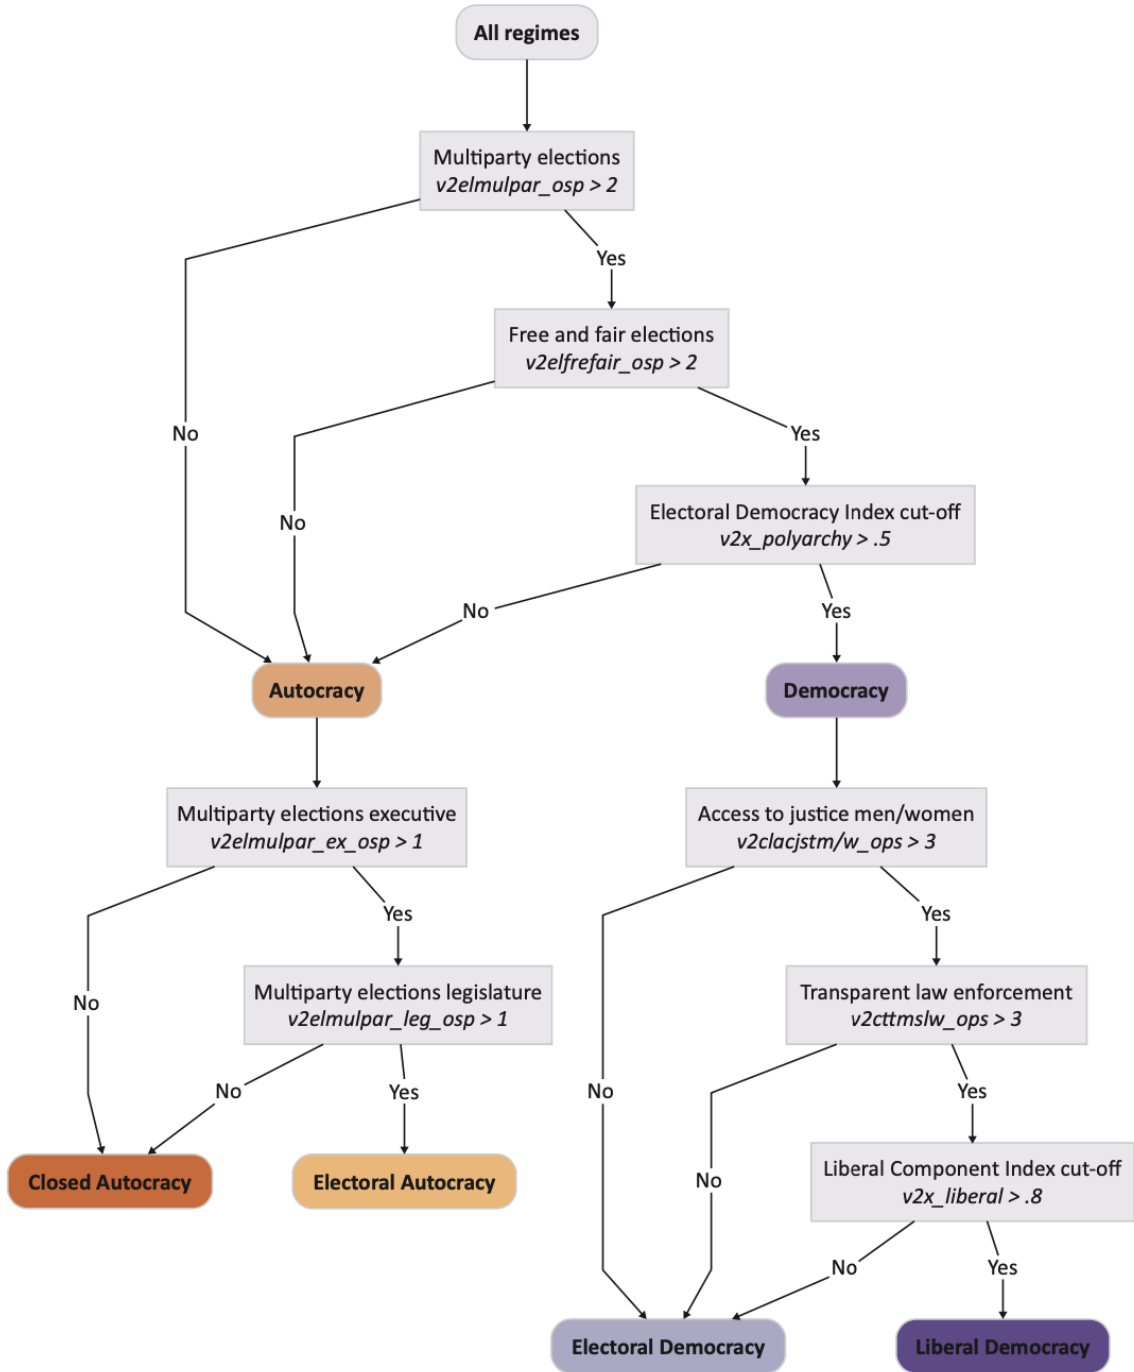 All regimes
Multiparty elections
v2elmulpar_osp > 2
Yes
Free and fair elections
v2elfrefair_osp > 2
No
Yes
Electoral Democracy Index cut-off
v2x_polyarchy > .5
No
No
Yes
Autocracy
Democracy
Multiparty elections executive
v2elmulpar_ex_osp > 1
Access to justice men/women
v2clacjstm/w_ops > 3
Yes
Yes
No
Multiparty elections legislature
v2elmulpar_leg_osp > 1
Transparent law enforcement
v2cttmslw_ops > 3
No
Yes
No
Yes
Closed Autocracy
Electoral Autocracy
No
Liberal Component Index cut-off
v2x_liberal > .8
No
Yes
Electoral Democracy
Liberal Democracy